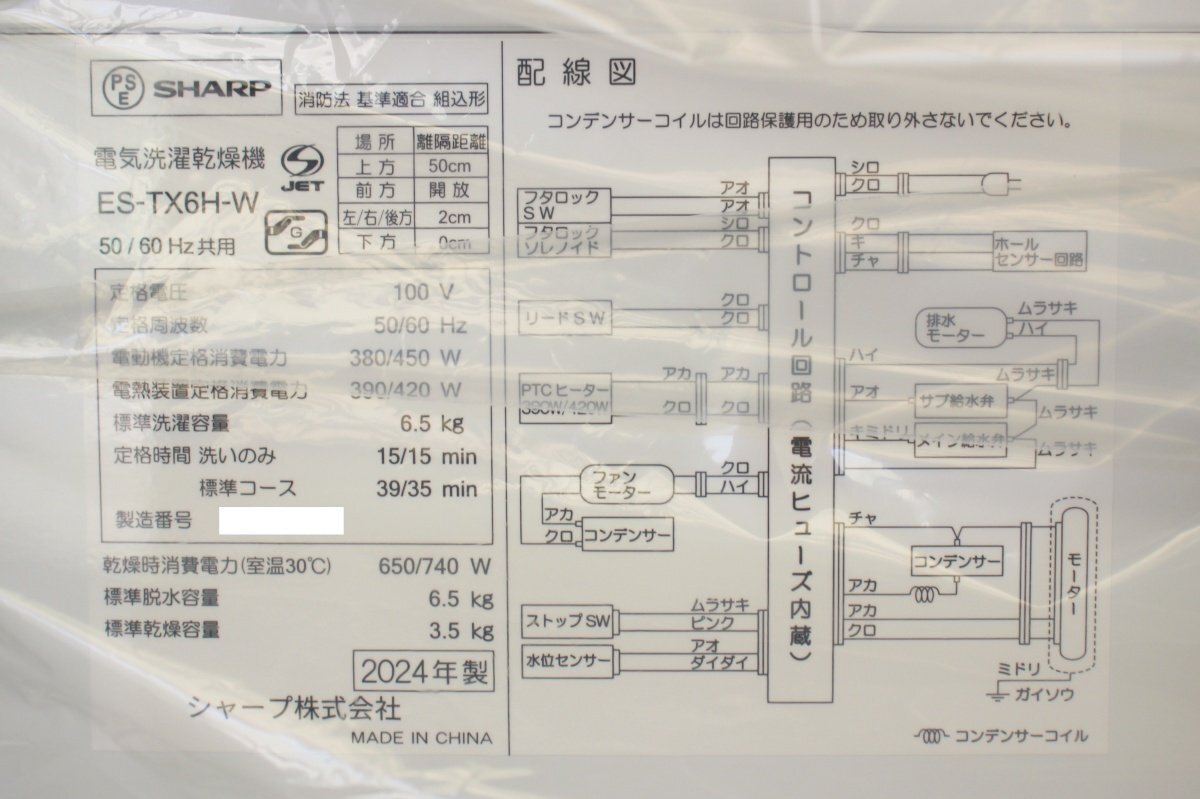 PS
E
SHARP
消防法 基準適合 組込形
電気洗濯乾燥機
JET
ES-TX6H-W
G
50/60 Hz共用
場所 離隔距離
上方 50cm
前方 開放
左/右/後方 2cm
下方 0cm
定格電圧 100 V
定格周波数 50/60 Hz
電動機定格消費電力 380/450 W
電熱装置定格消費電力 390/420 W
標準洗濯容量 6.5 kg
定格時間 洗いのみ 15/15 min
標準コース 39/35 min
製造番号
乾燥時消費電力(室温30℃) 650/740 W
標準脱水容量 6.5 kg
標準乾燥容量 3.5 kg
2024年製
シャープ株式会社
MADE IN CHINA
配線図
コンデンサーコイルは回路保護用のため取り外さないでください。
フタロック
SW
アオ
アオ
フタロック
ソレノイド
シロ
クロ
リードSW
クロ
クロ
PTCヒーター
390W/420W
アカ
クロ
アカ
クロ
ファン
モーター
クロ
ハイ
アカ
クロ
コンデンサー
ストップSW
ムラサキ
ピンク
水位センサー
アオ
ダイダイ
コントロール回路(電流ヒューズ内蔵)
シロ
クロ
クロ
キ
チャ
ホール
センサー回路
排水
モーター
ムラサキ
ハイ
ハイ
ムラサキ
アオ
サブ給水弁
ムラサキ
キミドリ
メイン給水弁
ムラサキ
チャ
コンデンサー
アカ
アカ
クロ
モーター
ミドリ
ガイソウ
コンデンサーコイル